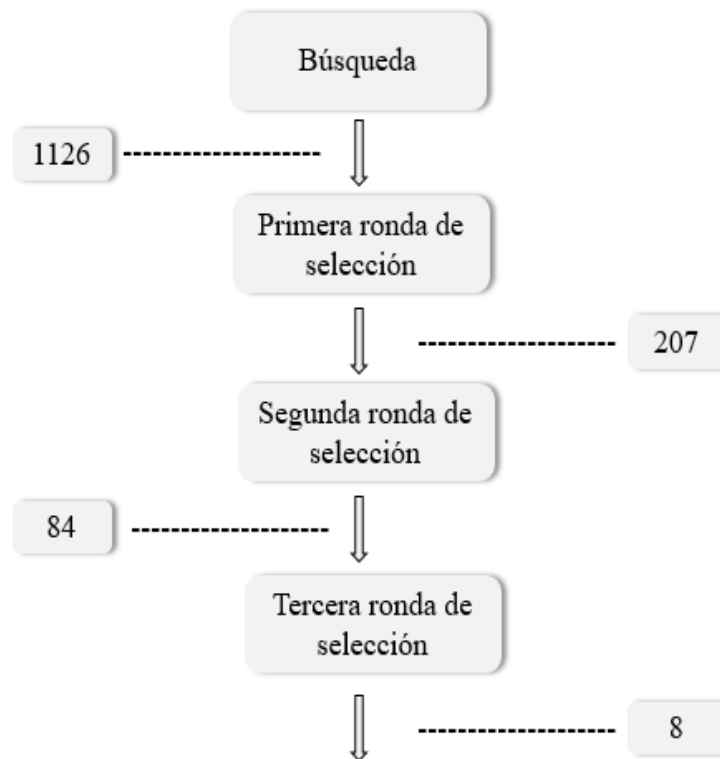 Búsqueda
1126
Primera ronda de
selección
207
Segunda ronda de
selección
84
Tercera ronda de
selección
8